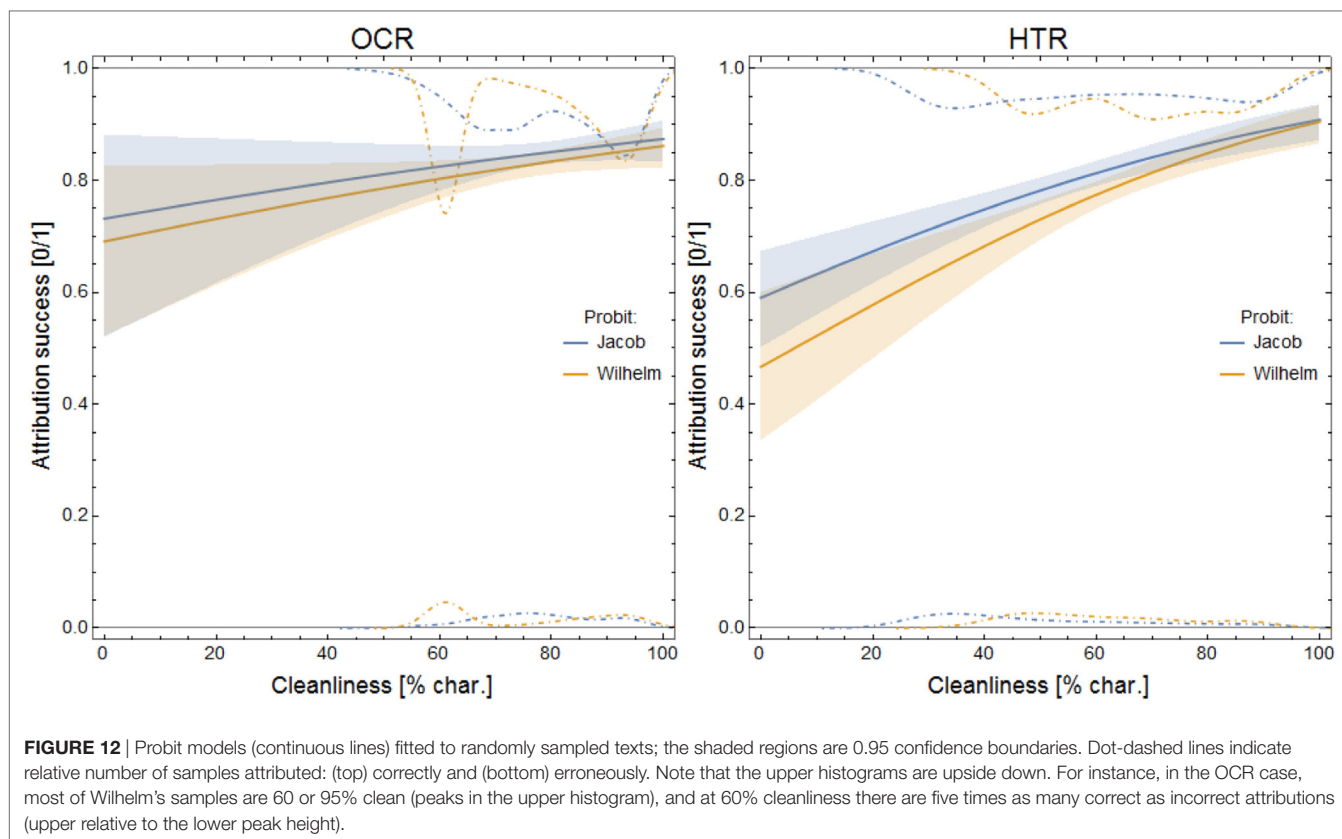 OCR
HTR
1.0
0.8
0.6
0.4
0.2
0.0
Attribution success [0/1]
Probit:
Jacob
Wilhelm
0 20 40 60 80 100
Cleanliness [% char.]
1.0
0.8
0.6
0.4
0.2
0.0
Attribution success [0/1]
Probit:
Jacob
Wilhelm
0 20 40 60 80 100
Cleanliness [% char.]
FIGURE 12 | Probit models (continuous lines) fitted to randomly sampled texts; the shaded regions are 0.95 confidence boundaries. Dot-dashed lines indicate
relative number of samples attributed: (top) correctly and (bottom) erroneously. Note that the upper histograms are upside down. For instance, in the OCR case,
most of Wilhelm's samples are 60 or 95% clean (peaks in the upper histogram), and at 60% cleanliness there are five times as many correct as incorrect attributions
(upper relative to the lower peak height).